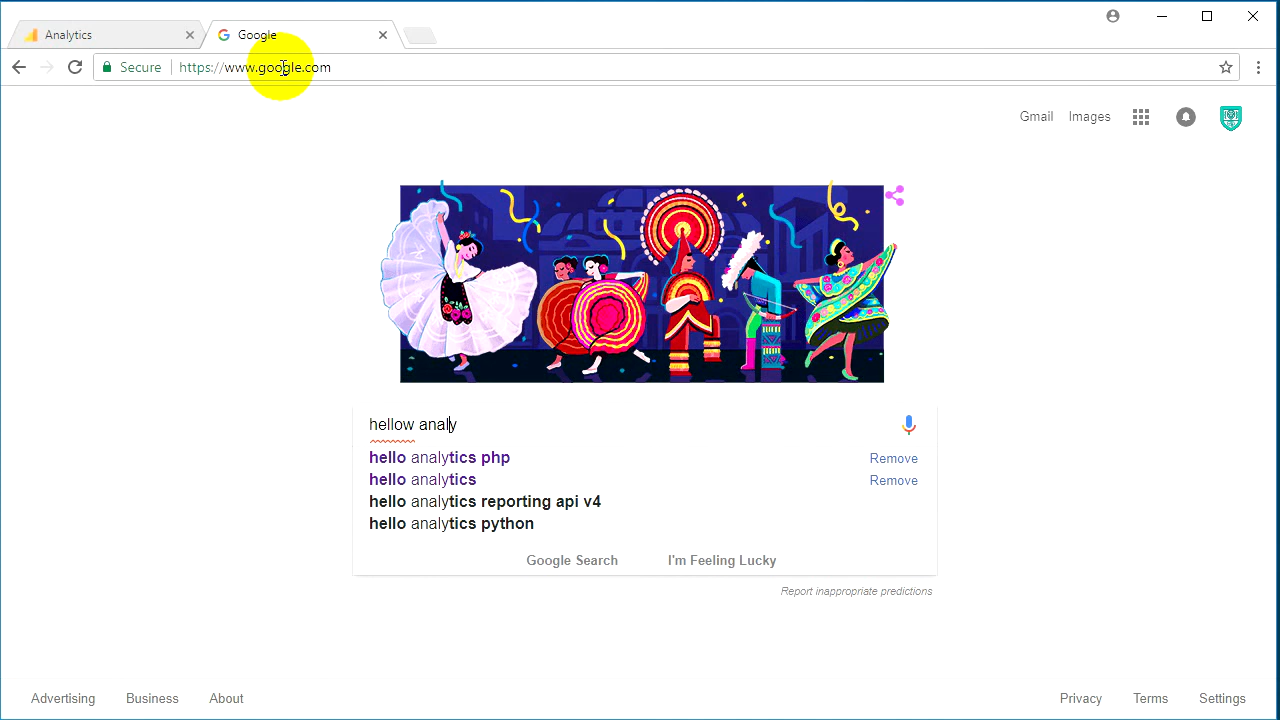 Analytics
Google
Secure https://www.google.com
Gmail Images
hellow analy
hello analytics php Remove
hello analytics Remove
hello analytics reporting api v4
hello analytics python
Google Search I'm Feeling Lucky
Report inappropriate predictions
Advertising Business About Privacy Terms Settings